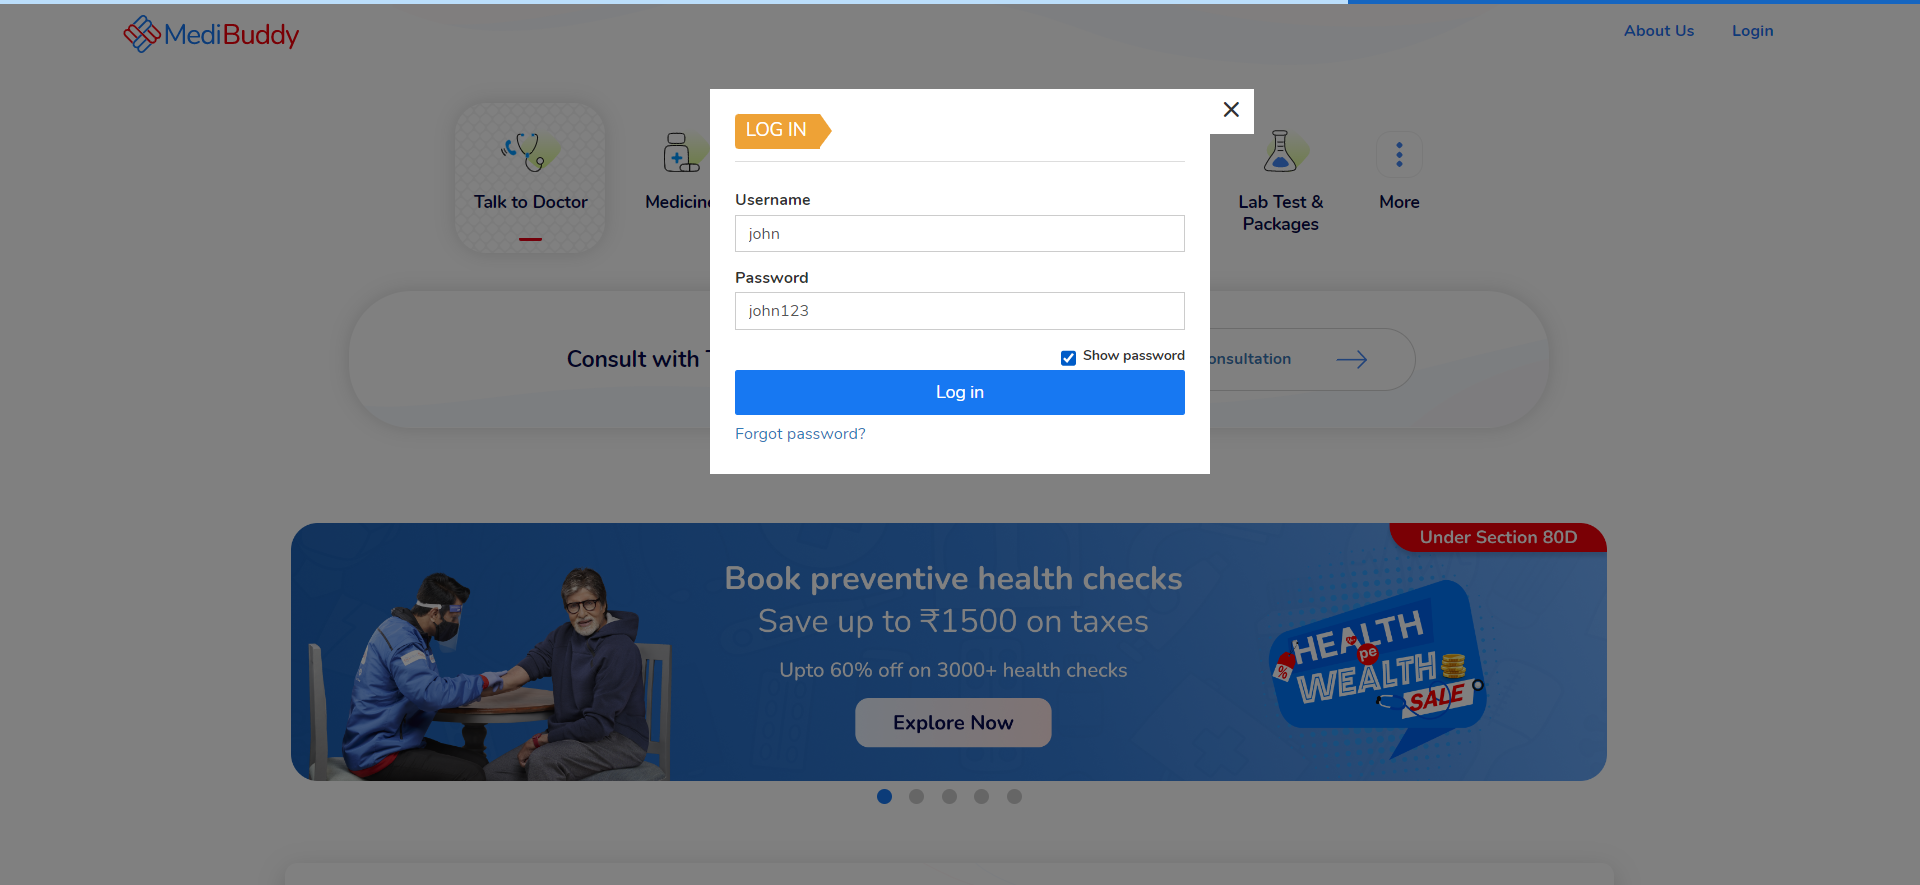 MediBuddy
About Us
Login
LOG IN
Talk to Doctor
Medicine
Lab Test &
Packages
More
Username
john
Password
john123
Show password
Log in
Forgot password?
Consult with
onsultation
Under Section 80D
Book preventive health checks
Save up to ₹1500 on taxes
Upto 60% off on 3000+ health checks
Explore Now
HEALTH
pe
%
WEALTH
SALE